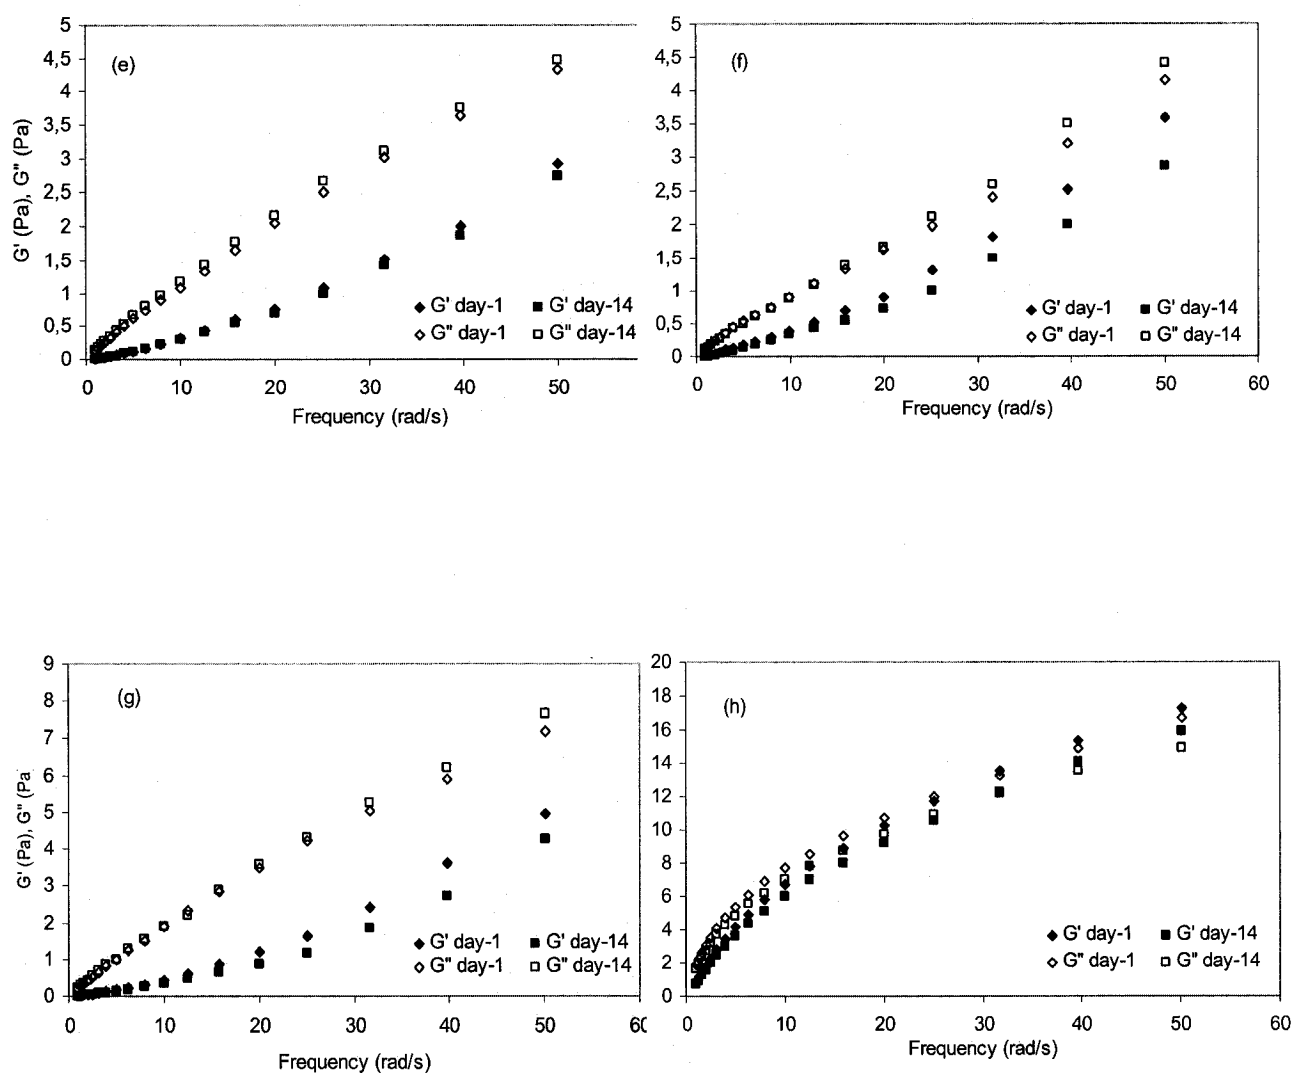 (e)
5
4,5
4
3,5
3
2,5
2
1,5
1
0,5
0
G' (Pa), G" (Pa)
G' day-1 G' day-14
G" day-1 G" day-14
0 10 20 30 40 50
Frequency (rad/s)
(f)
5
4,5
4
3,5
3
2,5
2
1,5
1
0,5
0
G' day-1 G' day-14
G" day-1 G" day-14
0 10 20 30 40 50 60
Frequency (rad/s)
(g)
9
8
7
6
5
4
3
2
1
0
G' (Pa), G" (Pa
G' day-1 G' day-14
G" day-1 G" day-14
0 10 20 30 40 50 60
Frequency (rad/s)
(h)
20
18
16
14
12
10
8
6
4
2
0
G' day-1 G' day-14
G" day-1 G" day-14
0 10 20 30 40 50 60
Frequency (rad/s)